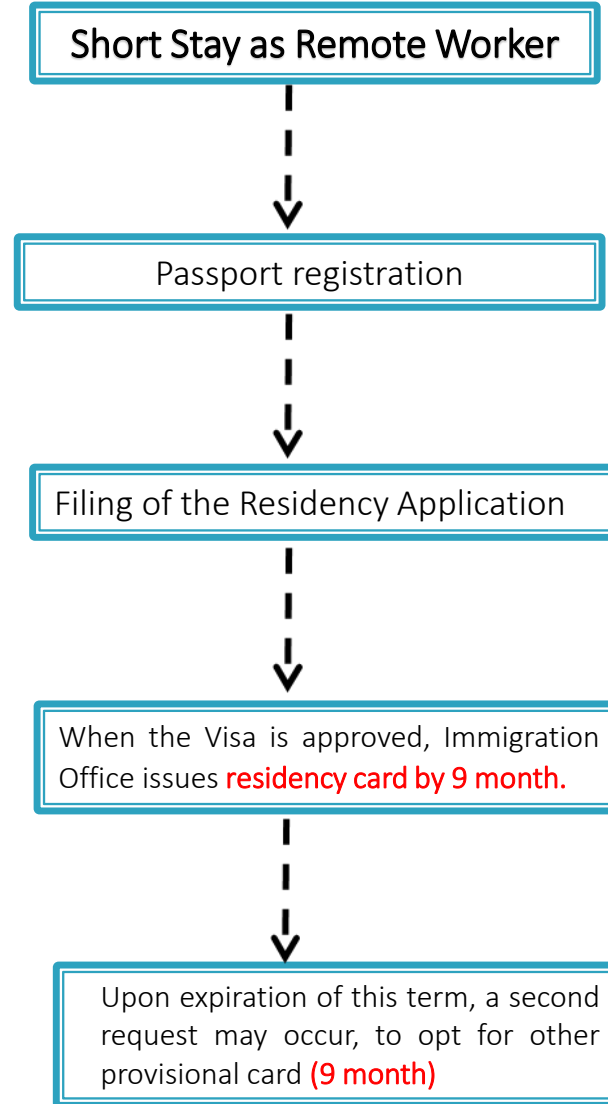 Short Stay as Remote Worker
Passport registration
Filing of the Residency Application
When the Visa is approved, Immigration
Office issues residency card by 9 month.
Upon expiration of this term, a second
request may occur, to opt for other
provisional card (9 month)